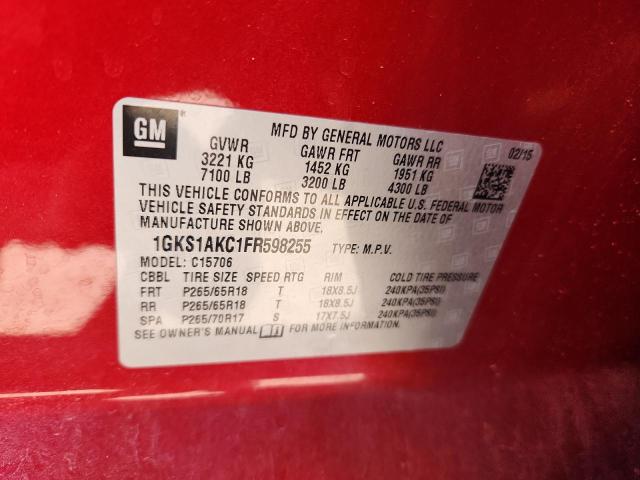 GM
MFD BY GENERAL MOTORS LLC
02/15
GVWR GAWR FRT GAWR RR
3221 KG 1452 KG 1951 KG
7100 LB 3200 LB 4300 LB
THIS VEHICLE CONFORMS TO ALL APPLICABLE U.S. FEDERAL MOTOR
VEHICLE SAFETY STANDARDS IN EFFECT ON THE DATE OF
MANUFACTURE SHOWN ABOVE.
1GKS1AKC1FR598255 TYPE: M.P.V.
MODEL: C15706
CBBL TIRE SIZE SPEED RTG RIM COLD TIRE PRESSURE
FRT P265/65R18 T 18X8.5J 240KPA(35PSI)
RR P265/65R18 T 18X8.5J 240KPA(35PSI)
SPA P265/70R17 S 17X7.5J 240KPA(35PSI)
SEE OWNER'S MANUAL FOR MORE INFORMATION.